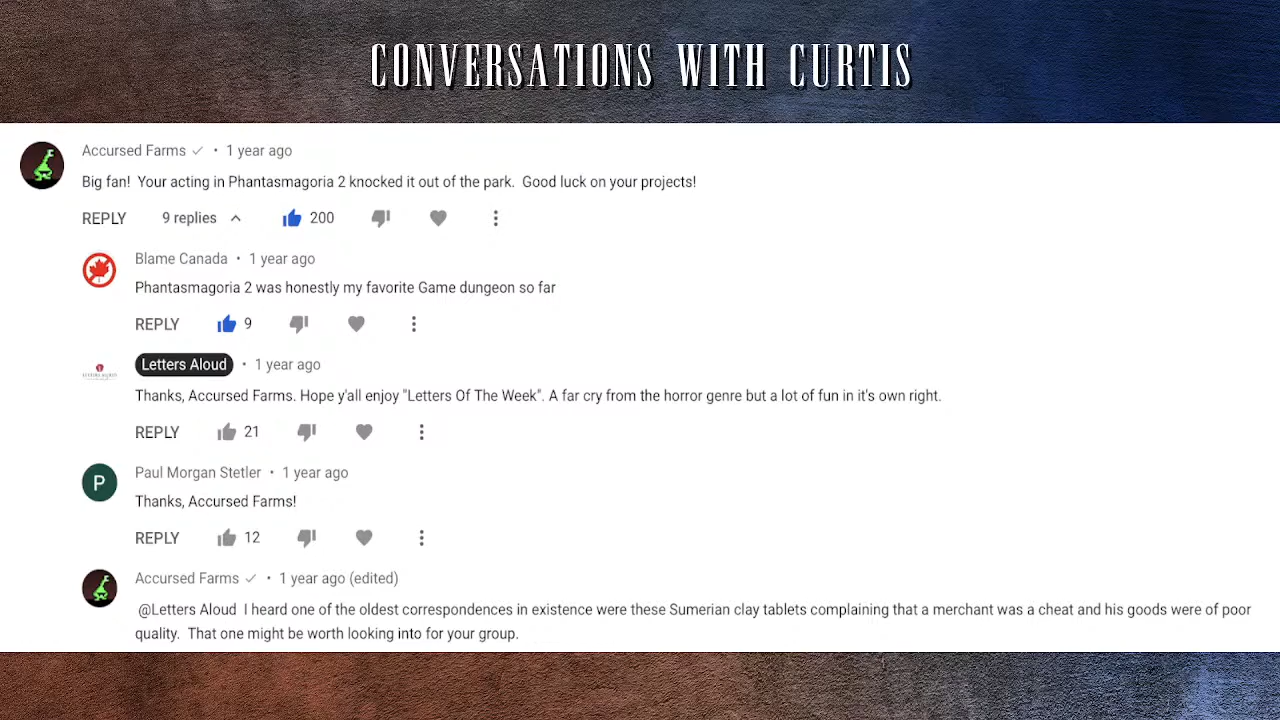 CONVERSATIONS WITH CURTIS
Accursed Farms ✓ • 1 year ago
Big fan!  Your acting in Phantasmagoria 2 knocked it out of the park.  Good luck on your projects!
REPLY 9 replies 200
Blame Canada • 1 year ago
Phantasmagoria 2 was honestly my favorite Game dungeon so far
REPLY 9
Letters Aloud • 1 year ago
Thanks, Accursed Farms. Hope y'all enjoy "Letters Of The Week". A far cry from the horror genre but a lot of fun in it's own right.
REPLY 21
P Paul Morgan Stetler • 1 year ago
Thanks, Accursed Farms!
REPLY 12
Accursed Farms ✓ • 1 year ago (edited)
@Letters Aloud  I heard one of the oldest correspondences in existence were these Sumerian clay tablets complaining that a merchant was a cheat and his goods were of poor
quality.  That one might be worth looking into for your group.